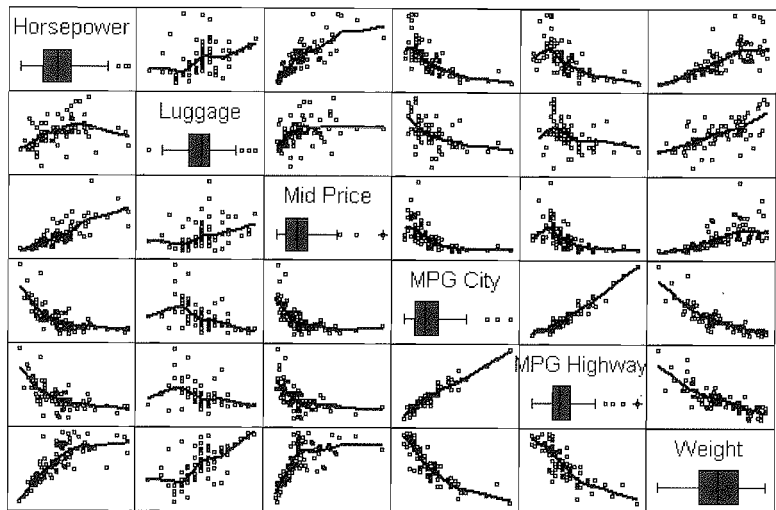 Horsepower
Luggage
Mid Price
MPG City
MPG Highway
Weight